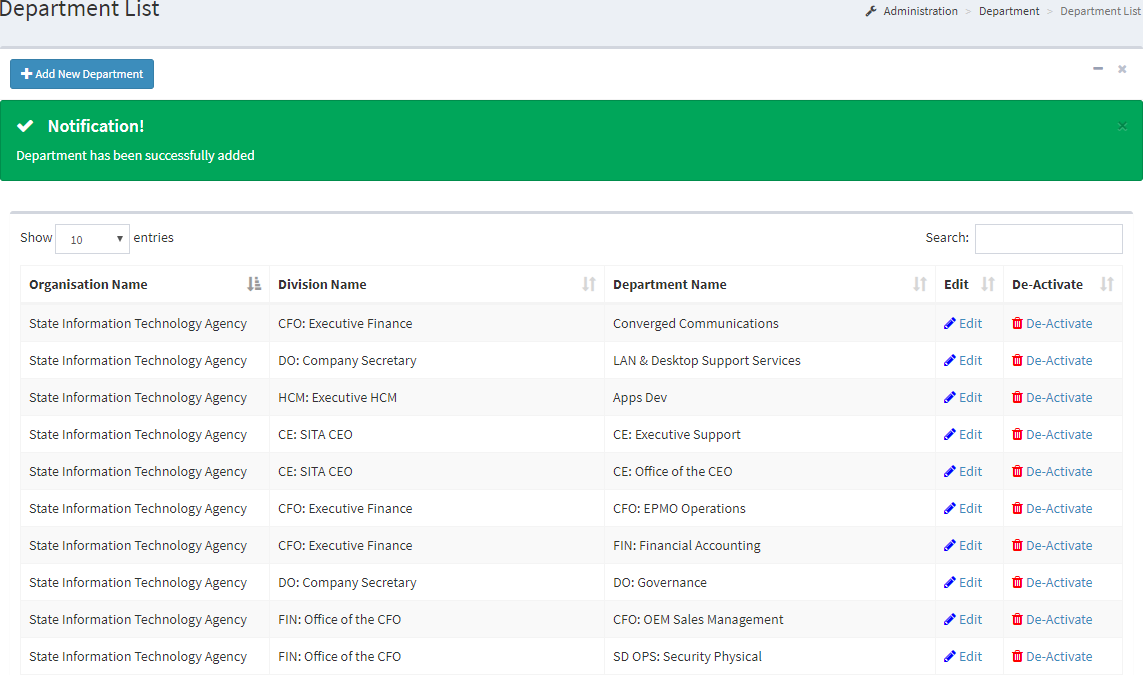 Department List
Administration > Department > Department List
Add New Department
Notification!
Department has been successfully added
Show 10 entries Search:
Organisation Name Division Name Department Name Edit De-Activate
State Information Technology Agency CFO: Executive Finance Converged Communications Edit De-Activate
State Information Technology Agency DO: Company Secretary LAN & Desktop Support Services Edit De-Activate
State Information Technology Agency HCM: Executive HCM Apps Dev Edit De-Activate
State Information Technology Agency CE: SITA CEO CE: Executive Support Edit De-Activate
State Information Technology Agency CE: SITA CEO CE: Office of the CEO Edit De-Activate
State Information Technology Agency CFO: Executive Finance CFO: EPMO Operations Edit De-Activate
State Information Technology Agency CFO: Executive Finance FIN: Financial Accounting Edit De-Activate
State Information Technology Agency DO: Company Secretary DO: Governance Edit De-Activate
State Information Technology Agency FIN: Office of the CFO CFO: OEM Sales Management Edit De-Activate
State Information Technology Agency FIN: Office of the CFO SD OPS: Security Physical Edit De-Activate